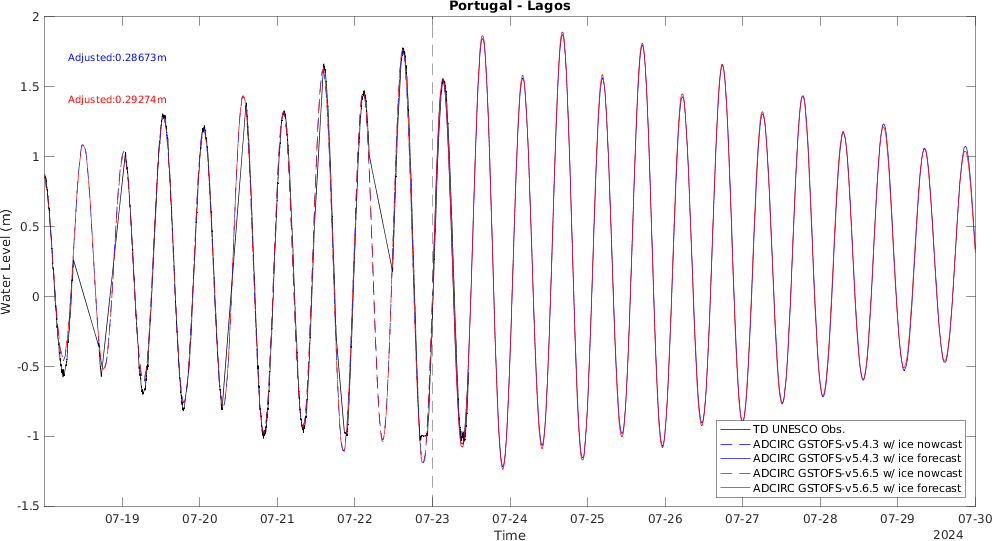 Portugal - Lagos
Adjusted:0.28673m
Adjusted:0.29274m
Water Level (m)
2
1.5
1
0.5
0
-0.5
-1
-1.5
TD UNESCO Obs.
ADCIRC GSTOFS-v5.4.3 w/ ice nowcast
ADCIRC GSTOFS-v5.4.3 w/ ice forecast
ADCIRC GSTOFS-v5.6.5 w/ ice nowcast
ADCIRC GSTOFS-v5.6.5 w/ ice forecast
07-19 07-20 07-21 07-22 07-23 07-24 07-25 07-26 07-27 07-28 07-29 07-30
Time
2024